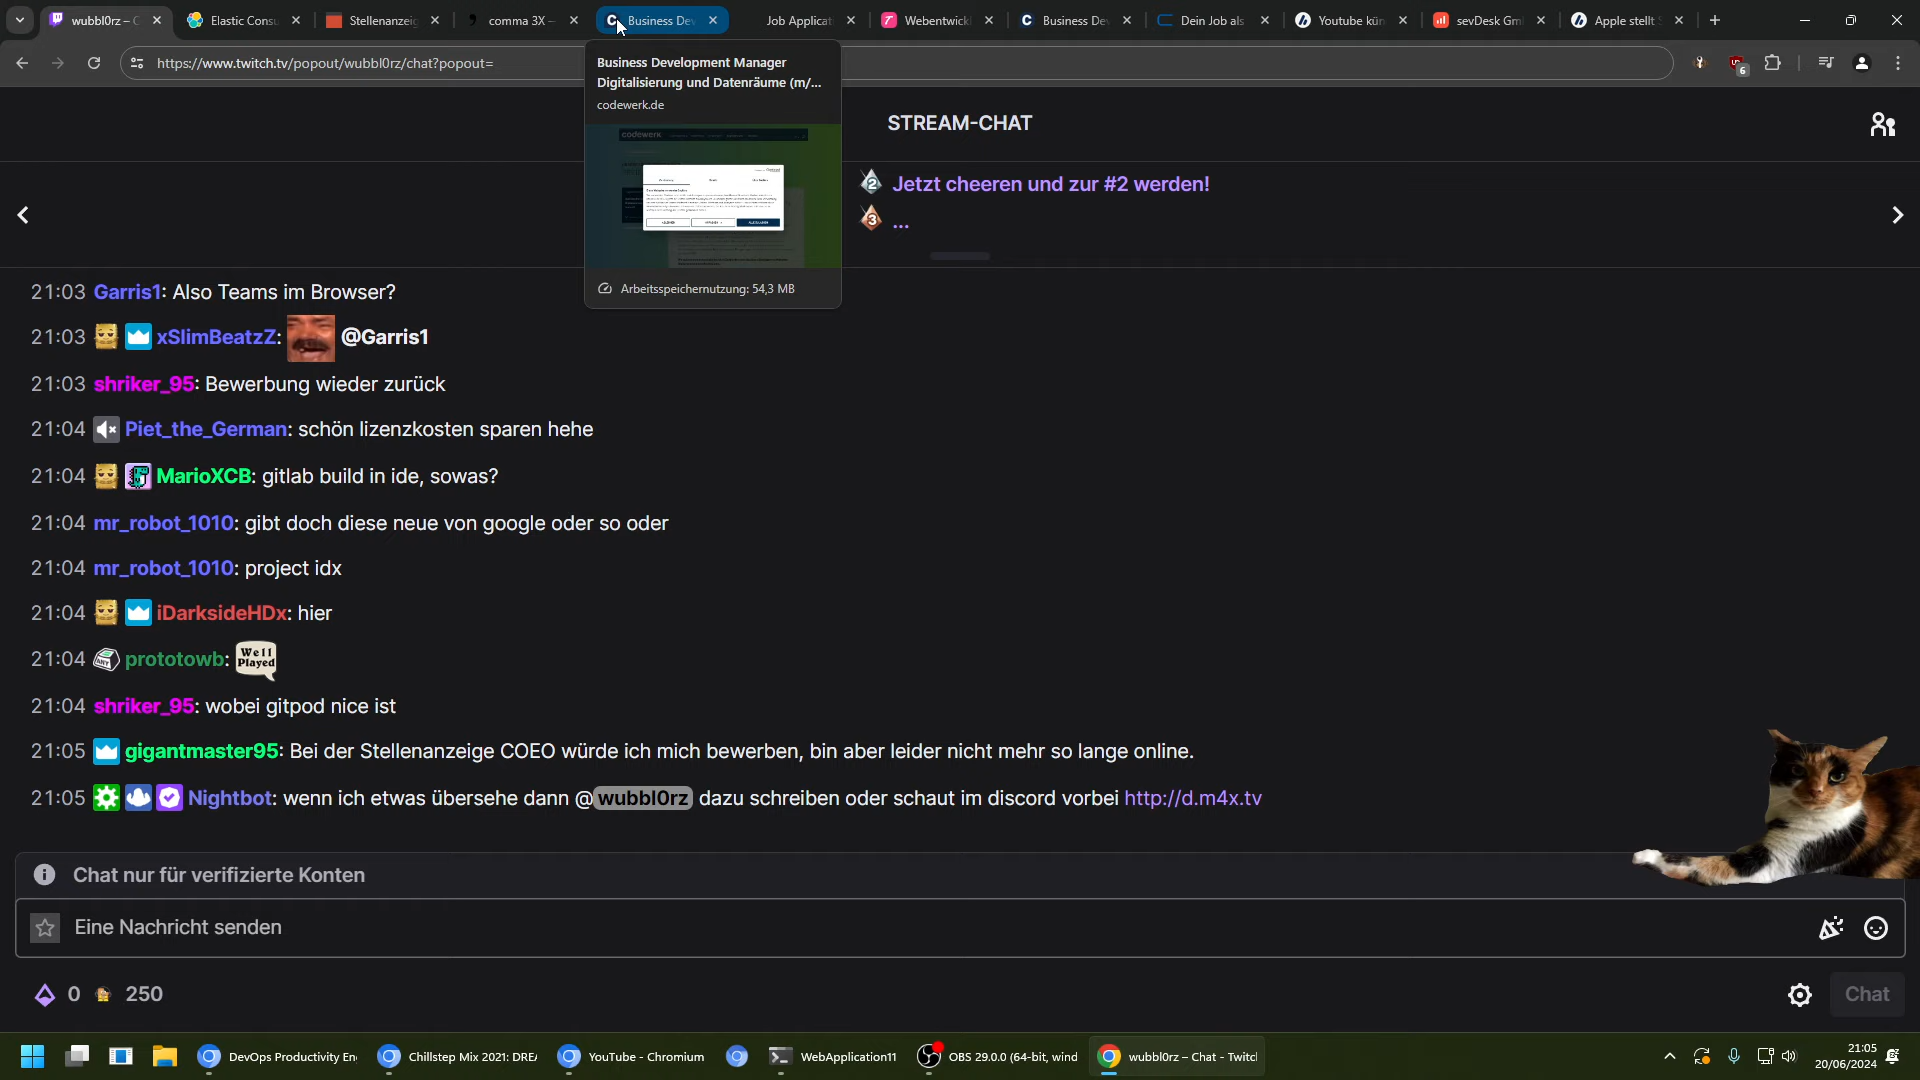 wubbl0rz – C
Elastic Cons
Stellenanzeig
comma 3X –
Business Dev
Job Applicat
Webentwickl
Business Dev
Dein Job als
Youtube kün
sevDesk Gm
Apple stellt S
https://www.twitch.tv/popout/wubbl0rz/chat?popout=
6
Business Development Manager
Digitalisierung und Datenräume (m/...
codewerk.de
codewerk
Arbeitsspeichernutzung: 54,3 MB
STREAM-CHAT
2 Jetzt cheeren und zur #2 werden!
3 ...
21:03 Garris1: Also Teams im Browser?
21:03 xSlimBeatzZ: @Garris1
21:03 shriker_95: Bewerbung wieder zurück
21:04 Piet_the_German: schön lizenzkosten sparen hehe
21:04 MarioXCB: gitlab build in ide, sowas?
21:04 mr_robot_1010: gibt doch diese neue von google oder so oder
21:04 mr_robot_1010: project idx
21:04 iDarksideHDx: hier
21:04 prototowb: Well Played
21:04 shriker_95: wobei gitpod nice ist
21:05 gigantmaster95: Bei der Stellenanzeige COEO würde ich mich bewerben, bin aber leider nicht mehr so lange online.
21:05 Nightbot: wenn ich etwas übersehe dann @wubbl0rz dazu schreiben oder schaut im discord vorbei http://d.m4x.tv
Chat nur für verifizierte Konten
Eine Nachricht senden
0 250
Chat
DevOps Productivity En
Chillstep Mix 2021: DREA
YouTube - Chromium
WebApplication11
OBS 29.0.0 (64-bit, wind
wubbl0rz – Chat - Twitch
21:05
20/06/2024